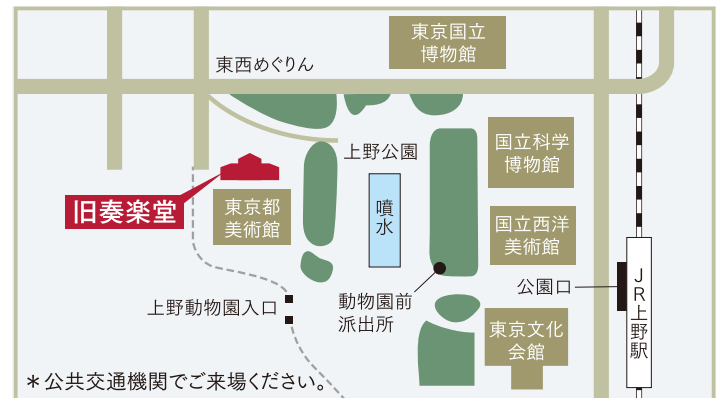 東京国立
博物館
東西めぐりん
上野公園
国立科学
博物館
旧奏楽堂
東京都
美術館
噴水
国立西洋
美術館
公園口
JR上野駅
上野動物園入口
動物園前
派出所
東京文化
会館
＊公共交通機関でご来場ください。